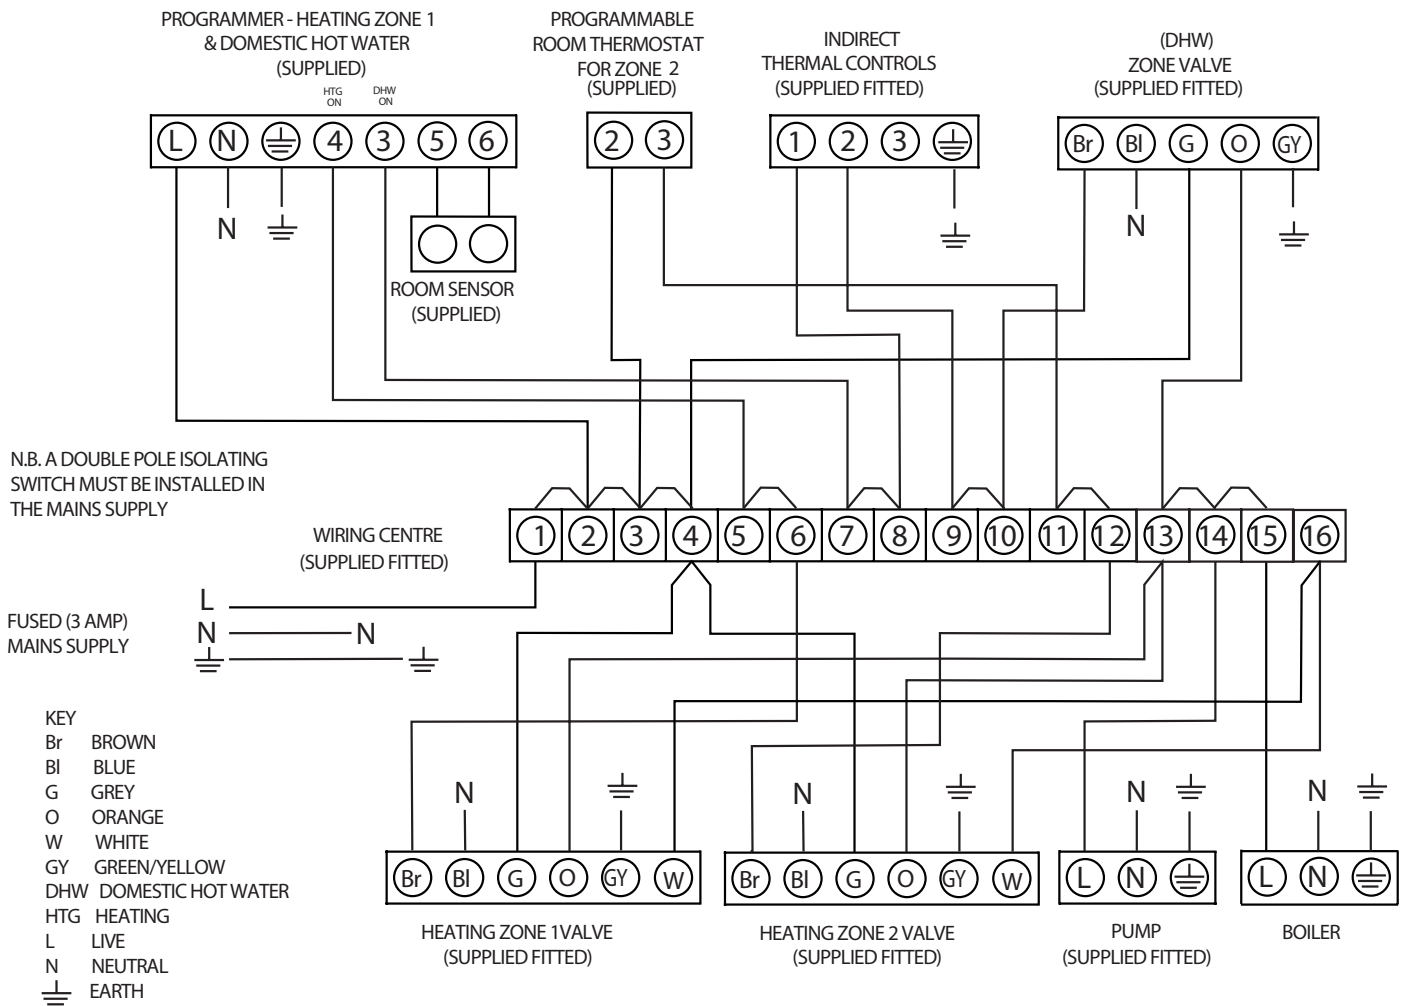 PROGRAMMER - HEATING ZONE 1
& DOMESTIC HOT WATER
(SUPPLIED)
HTG
ON
DHW
ON
L N 4 3 5 6
N
ROOM SENSOR
(SUPPLIED)
PROGRAMMABLE
ROOM THERMOSTAT
FOR ZONE 2
(SUPPLIED)
2 3
INDIRECT
THERMAL CONTROLS
(SUPPLIED FITTED)
1 2 3
(DHW)
ZONE VALVE
(SUPPLIED FITTED)
Br Bl G O GY
N
N.B. A DOUBLE POLE ISOLATING
SWITCH MUST BE INSTALLED IN
THE MAINS SUPPLY
WIRING CENTRE
(SUPPLIED FITTED)
1 2 3 4 5 6 7 8 9 10 11 12 13 14 15 16
FUSED (3 AMP)
MAINS SUPPLY
L
N N
KEY
Br BROWN
Bl BLUE
G GREY
O ORANGE
W WHITE
GY GREEN/YELLOW
DHW DOMESTIC HOT WATER
HTG HEATING
L LIVE
N NEUTRAL
EARTH
N
Br Bl G O GY W
HEATING ZONE 1VALVE
(SUPPLIED FITTED)
N
Br Bl G O GY W
HEATING ZONE 2 VALVE
(SUPPLIED FITTED)
N
L N
PUMP
(SUPPLIED FITTED)
N
L N
BOILER